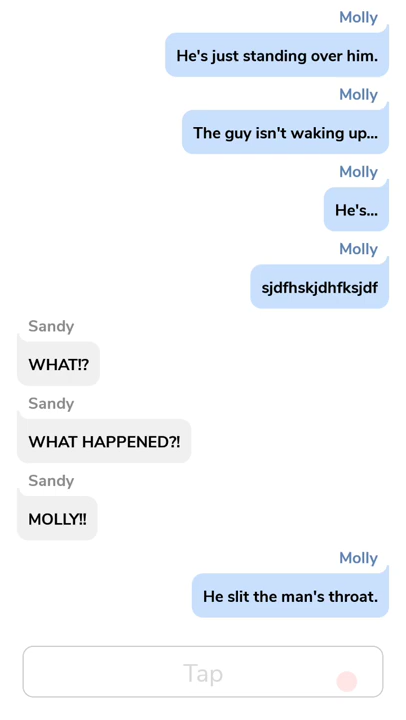 Molly
He's just standing over him.
Molly
The guy isn't waking up...
Molly
He's...
Molly
sjdfhskjdhfksjdf
Sandy
WHAT!?
Sandy
WHAT HAPPENED?!
Sandy
MOLLY!!
Molly
He slit the man's throat.
Tap